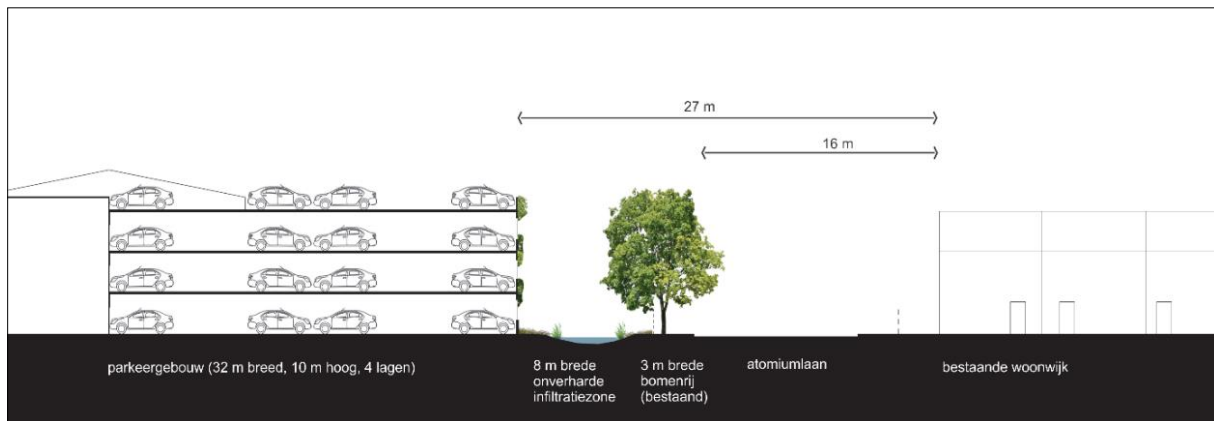 27 m
16 m
parkeergebouw (32 m breed, 10 m hoog, 4 lagen)
8 m brede
onverharde
infiltratiezone
3 m brede
bomenrij
(bestaand)
atomiumlaan
bestaande woonwijk